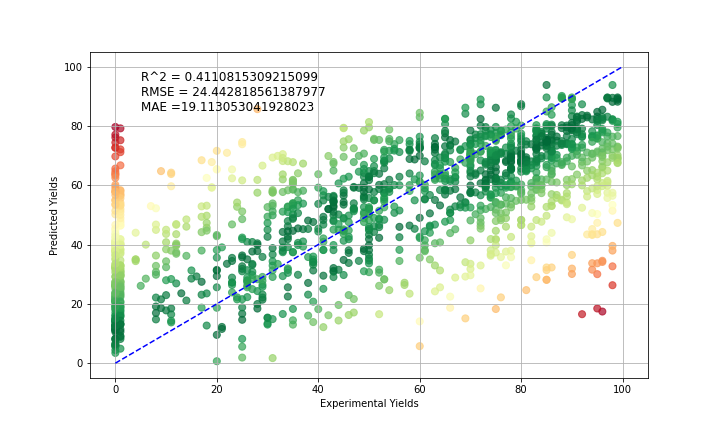 R^2 = 0.4110815309215099
RMSE = 24.442818561387977
MAE =19.113053041928023
100
80
60
40
20
0
Predicted Yields
0 20 40 60 80 100
Experimental Yields